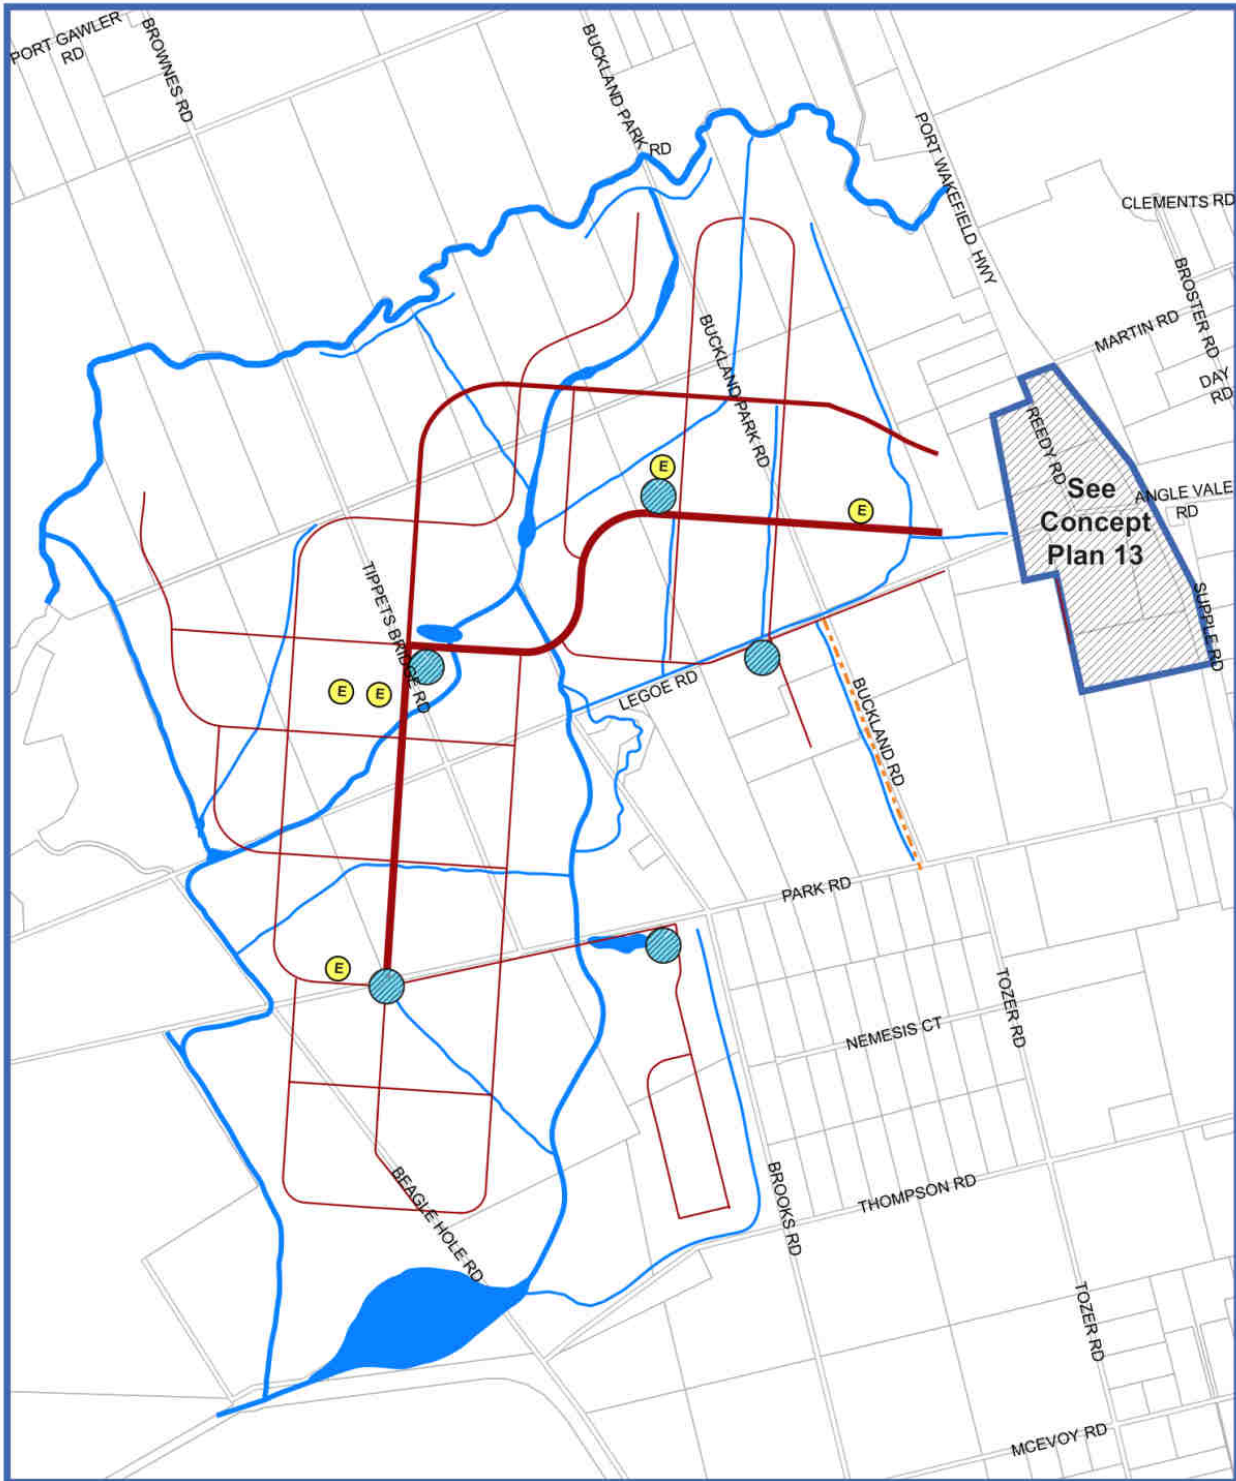 PORT GAWLER
RD
BROWNES RD
BUCKLAND PARK RD
PORT WAKEFIELD HWY
CLEMENTS RD
BROSTER RD
MARTIN RD
DAY
RD
BUCKLAND PARK RD
REEDY RD
See
Concept
Plan 13
ANGLE VALE
RD
E
E
TIPPETS BRIDGE RD
SUPPLE RD
E
E
LEGOE RD
BUCKLAND RD
PARK RD
E
TOZER RD
NEMESIS CT
BEAGLE HOLE RD
BROOKS RD
THOMPSON RD
TOZER RD
MCEVOY RD